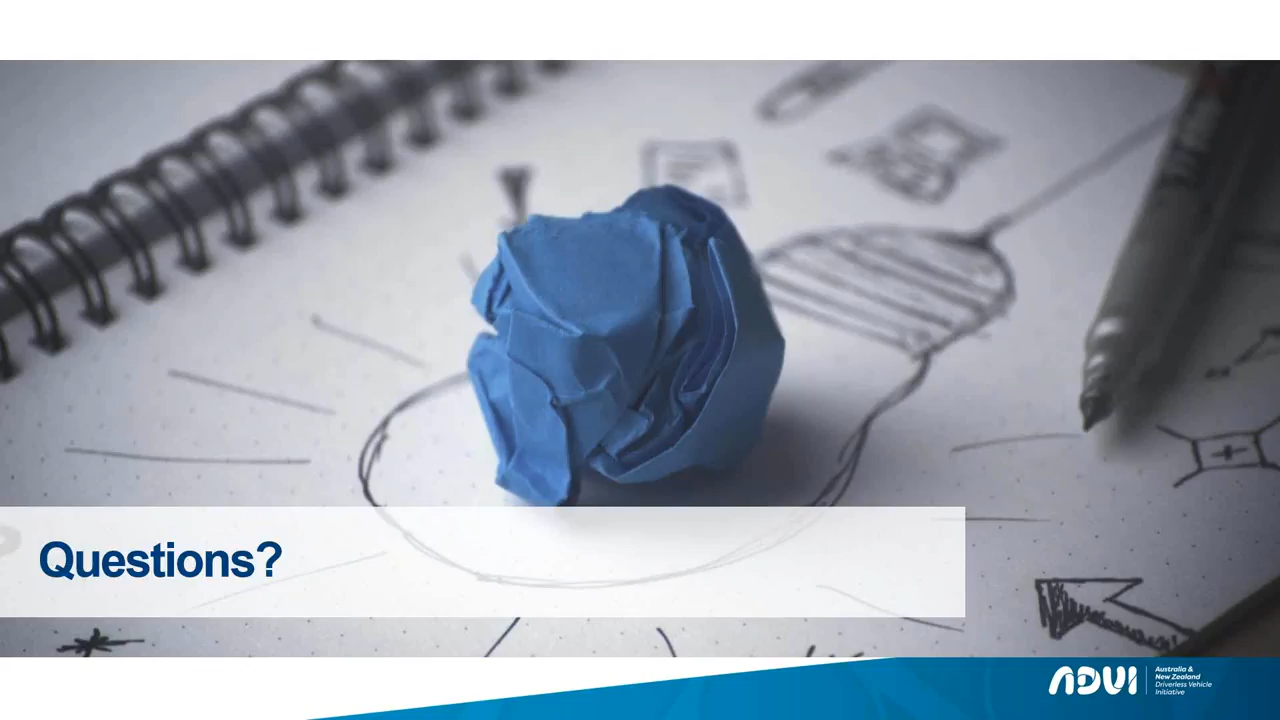 Questions?
ADVI
Australia &
New Zealand
Driverless Vehicle
Initiative